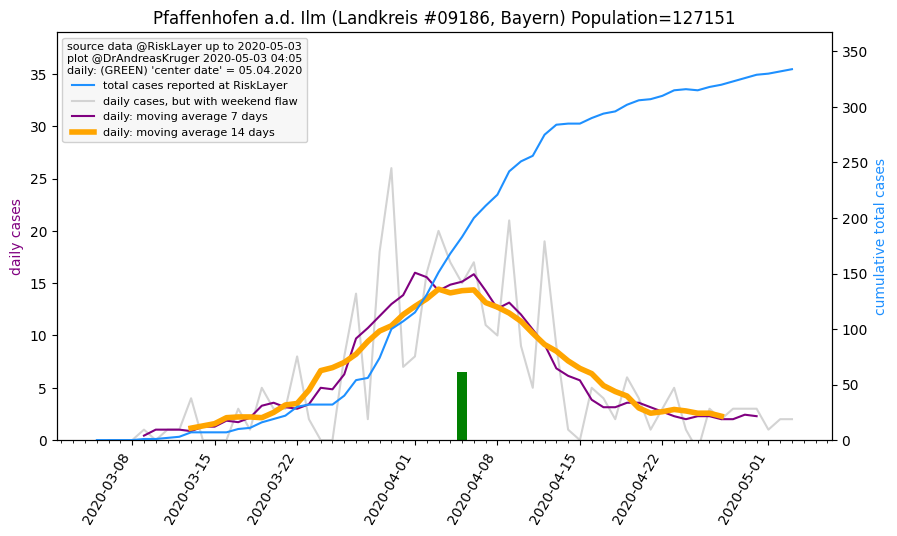 Pfaffenhofen a.d. Ilm (Landkreis #09186, Bayern) Population=127151
source data @RiskLayer up to 2020-05-03
plot @DrAndreasKruger 2020-05-03 04:05
daily: (GREEN) 'center date' = 05.04.2020
total cases reported at RiskLayer
daily cases, but with weekend flaw
daily: moving average 7 days
daily: moving average 14 days
daily cases
35
30
25
20
15
10
5
0
cumulative total cases
350
300
250
200
150
100
50
0
2020-03-08
2020-03-15
2020-03-22
2020-04-01
2020-04-08
2020-04-15
2020-04-22
2020-05-01